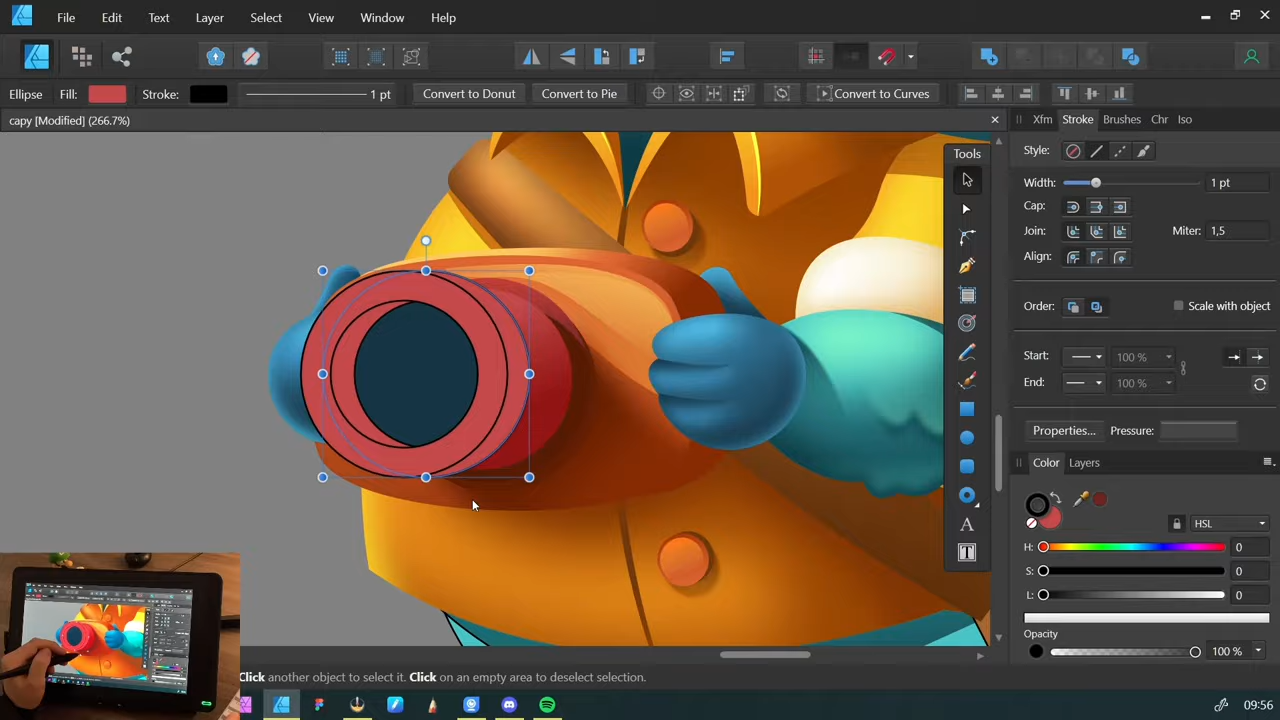 File Edit Text Layer Select View Window Help
Ellipse Fill: Stroke: 1 pt Convert to Donut Convert to Pie Convert to Curves
capy [Modified] (266.7%)
Xfm Stroke Brushes Chr Iso
Tools
Style:
Width: 1 pt
Cap:
Join: Miter: 1,5
Align:
Order: Scale with object
Start: 100 %
End: 100 %
Properties... Pressure:
Color Layers
HSL
H: 0
S: 0
L: 0
Opacity
100 %
A
T
Click another object to select it. Click on an empty area to deselect selection.
09:56